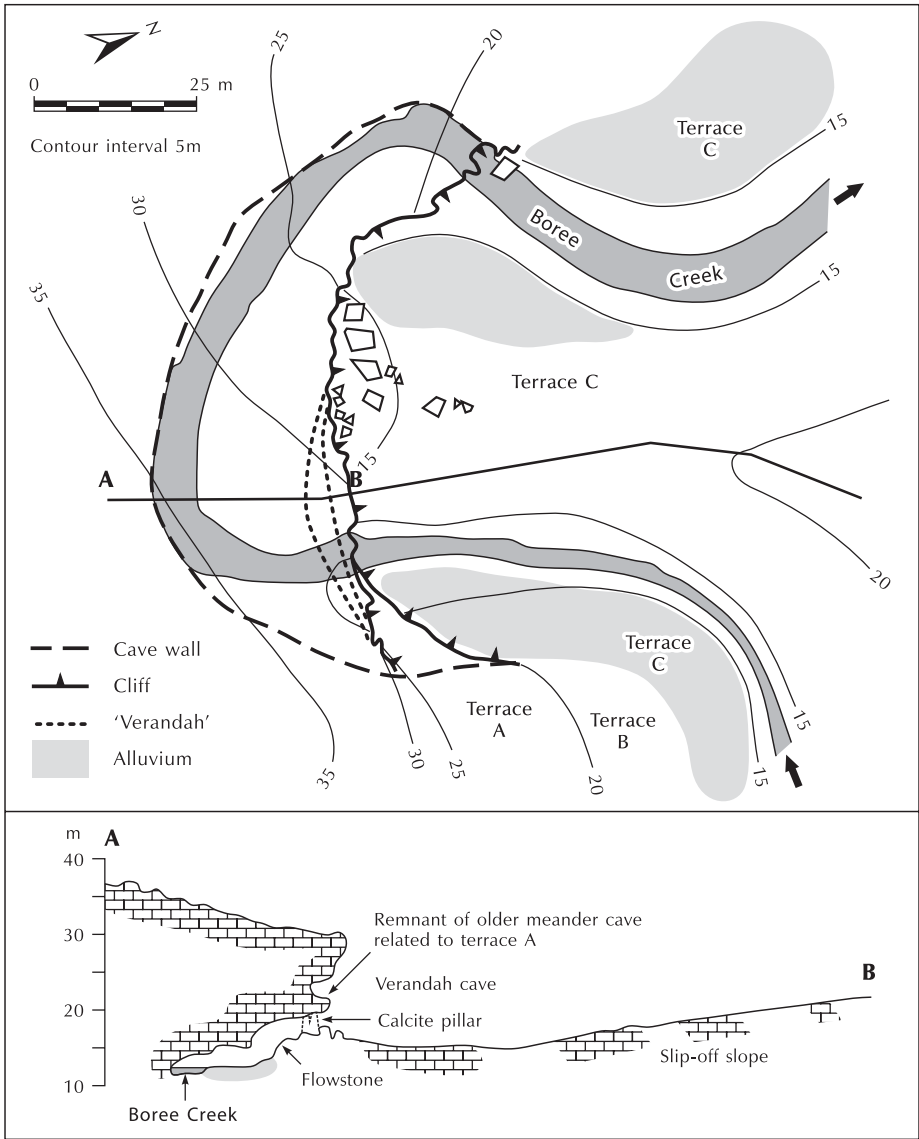 N
0 25 m
Contour interval 5m
25
20
Terrace
C
15
30
Boree
Creek
15
35
Terrace C
A
B
15
20
Cave wall
Cliff
'Verandah'
Alluvium
Terrace
C
Terrace
A
Terrace
B
15
15
35
30
25
20
m
A
40
30
20
10
Remnant of older meander cave
related to terrace A
Verandah cave
Calcite pillar
B
Slip-off slope
Flowstone
Boree Creek